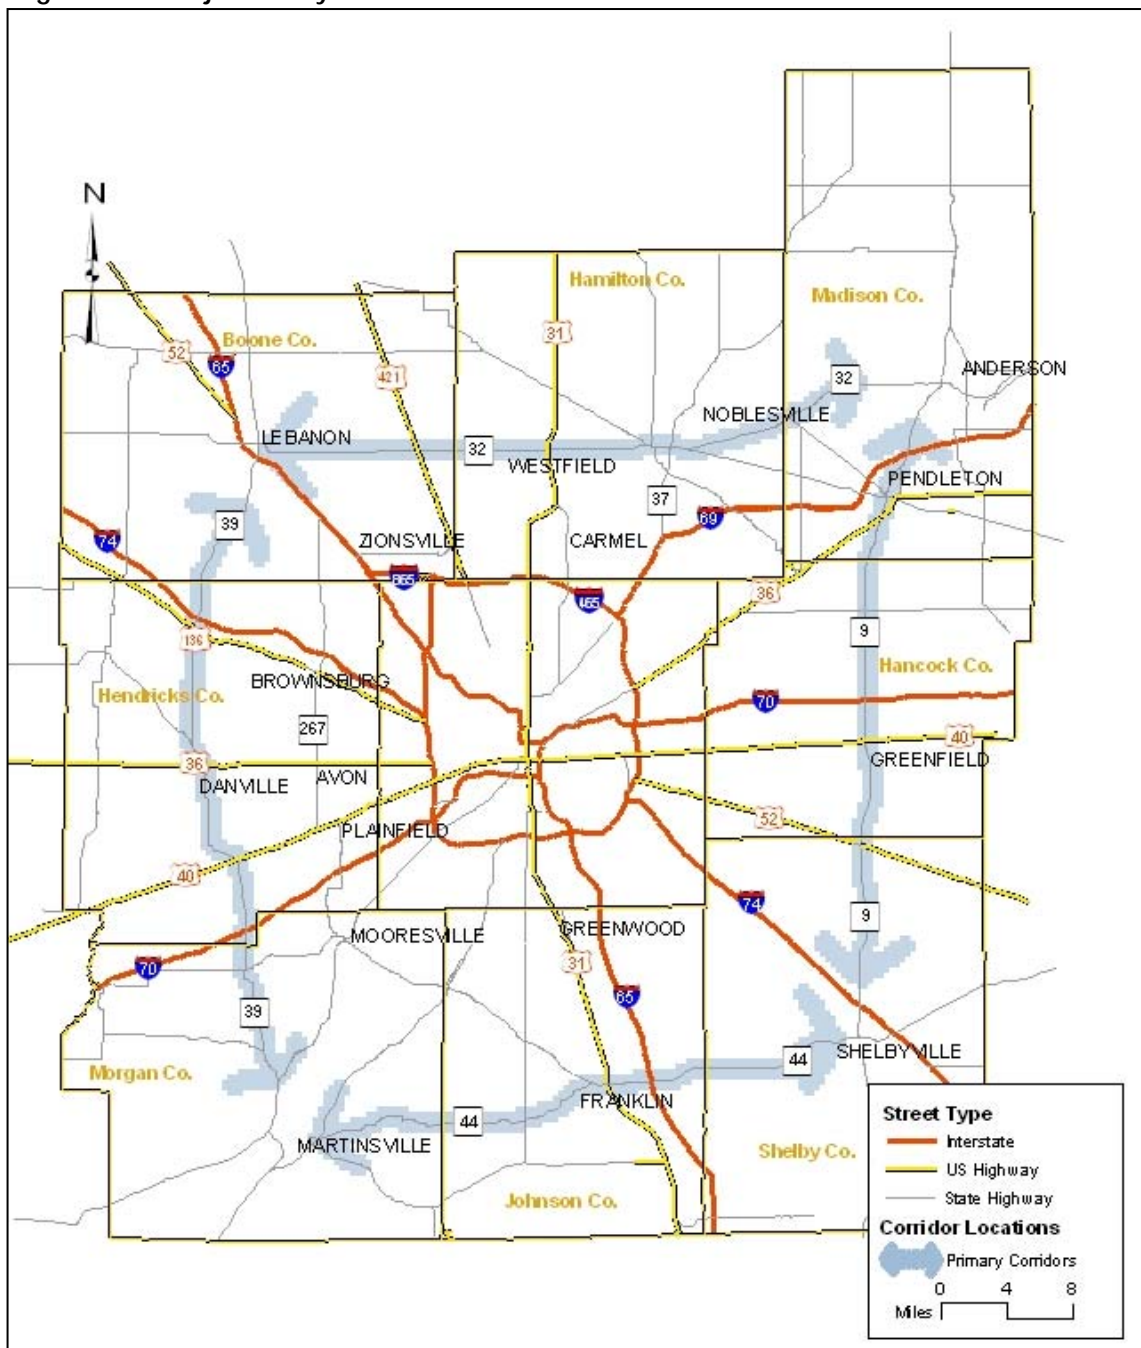 N
Hamilton Co.
Madison Co.
Boone Co.
31
52
65
421
32
ANDERSON
NOBLESVILLE
LEBANON
32
WESTFIELD
PENDLETON
37
69
39
74
ZIONSVILLE
CARMEL
865
465
36
136
9
Hancock Co.
BROWNSBURG
Hendricks Co.
70
267
40
36
GREENFIELD
DANVILLE
AVON
52
PLAINFIELD
40
74
9
GREENWOOD
MOORESVILLE
31
70
65
39
SHELBYVILLE
44
Morgan Co.
FRANKLIN
44
MARTINSVILLE
Shelby Co.
Johnson Co.
Street Type
Interstate
US Highway
State Highway
Corridor Locations
Primary Corridors
0 4 8
Miles